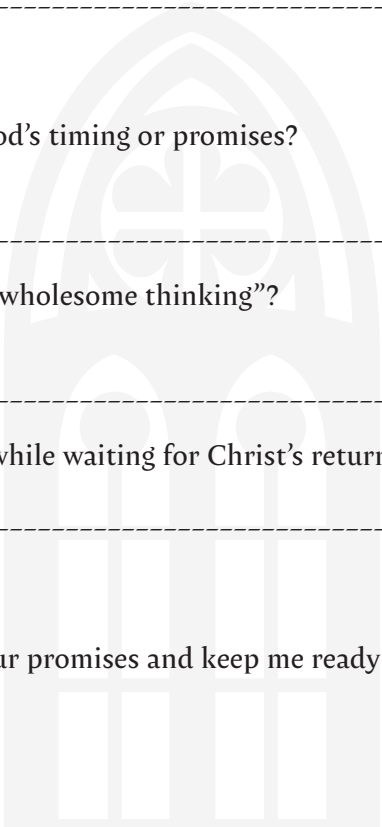 od’s timing or promises?
wholesome thinking”?
while waiting for Christ’s return
ur promises and keep me ready